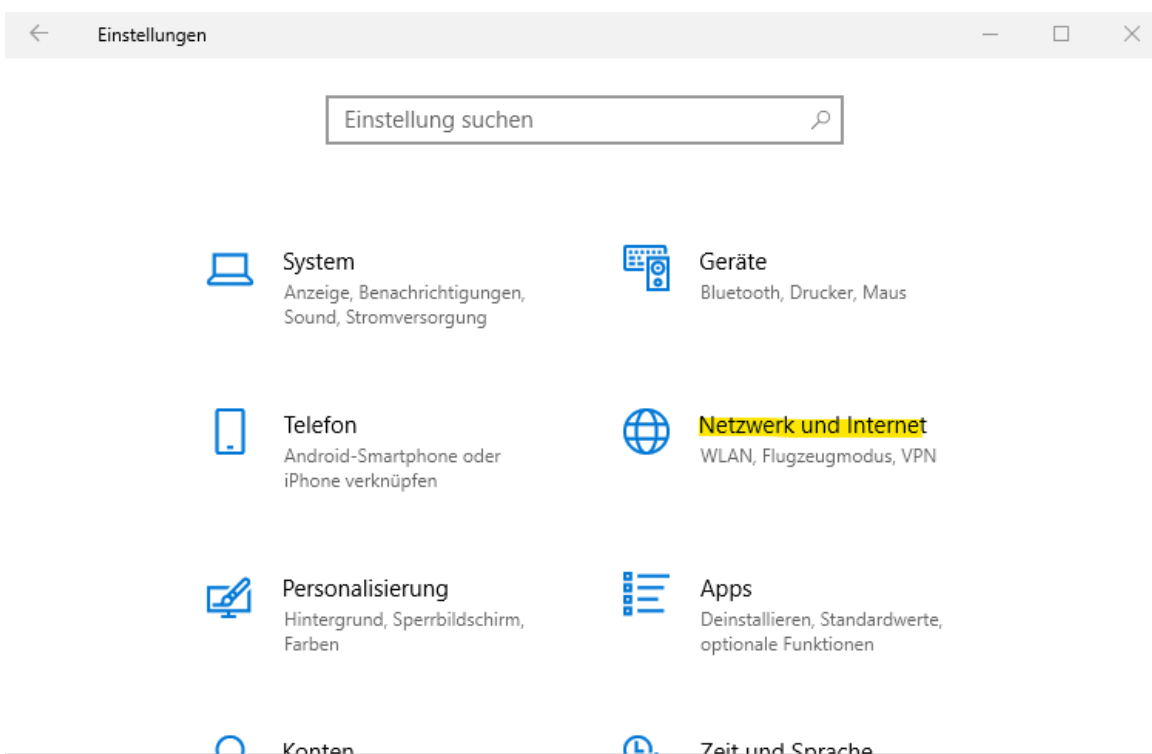 Einstellungen
Einstellung suchen
System
Anzeige, Benachrichtigungen,
Sound, Stromversorgung
Geräte
Bluetooth, Drucker, Maus
Telefon
Android-Smartphone oder
iPhone verknüpfen
Netzwerk und Internet
WLAN, Flugzeugmodus, VPN
Personalisierung
Hintergrund, Sperrbildschirm,
Farben
Apps
Deinstallieren, Standardwerte,
optionale Funktionen
Konten
Zeit und Sprache